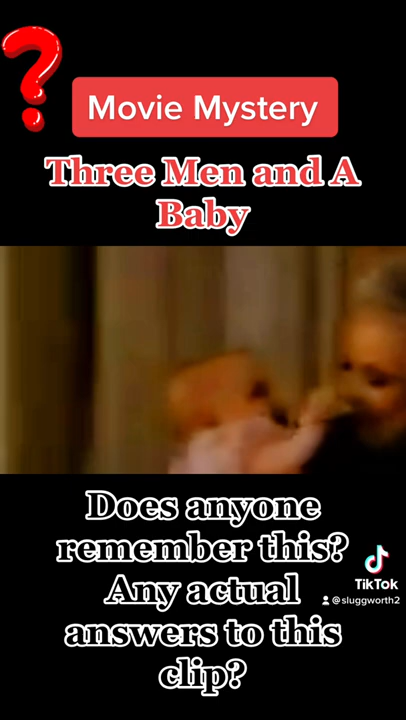 ?
Movie Mystery
Three Men and A
Baby
Does anyone
remember this?
Any actual
answers to this
clip?
TikTok
@sluggworth2